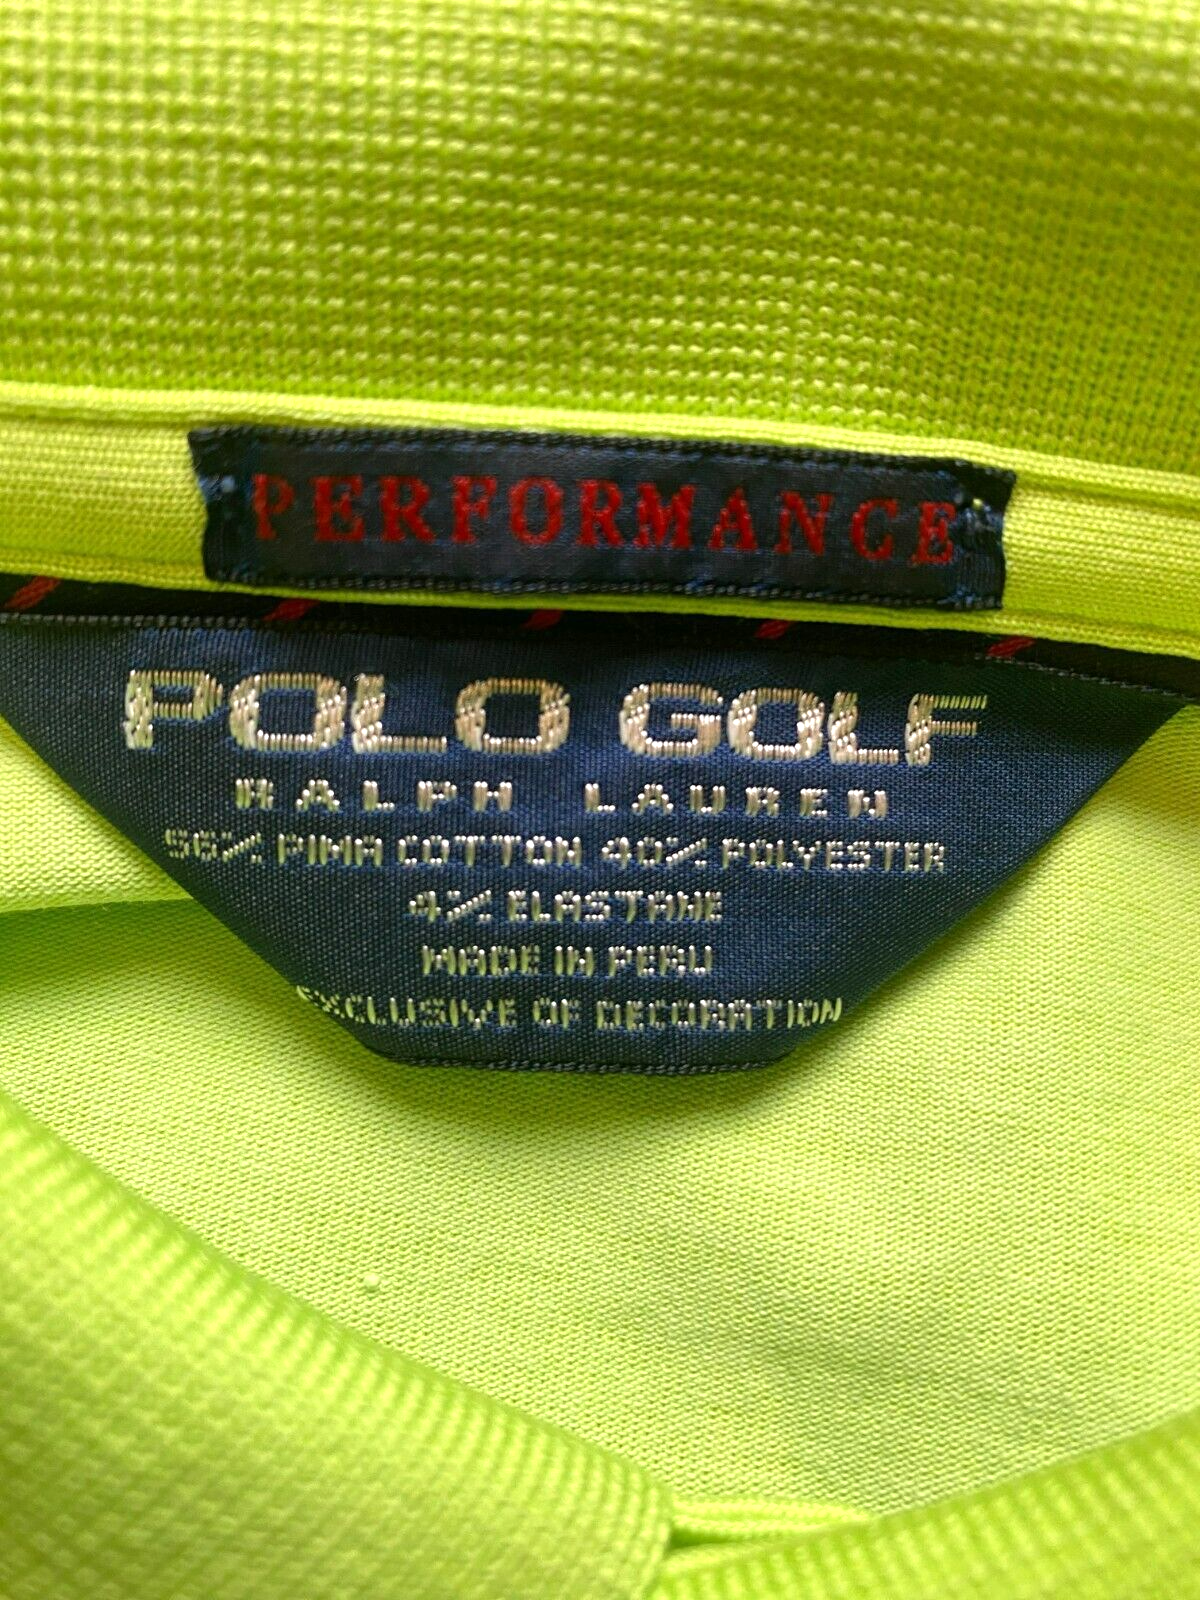 PERFORMANCE
POLO GOLF
RALPH LAUREN
56% PIMA COTTON 40% POLYESTER
4% ELASTANE
MADE IN PERU
EXCLUSIVE OF DECORATION